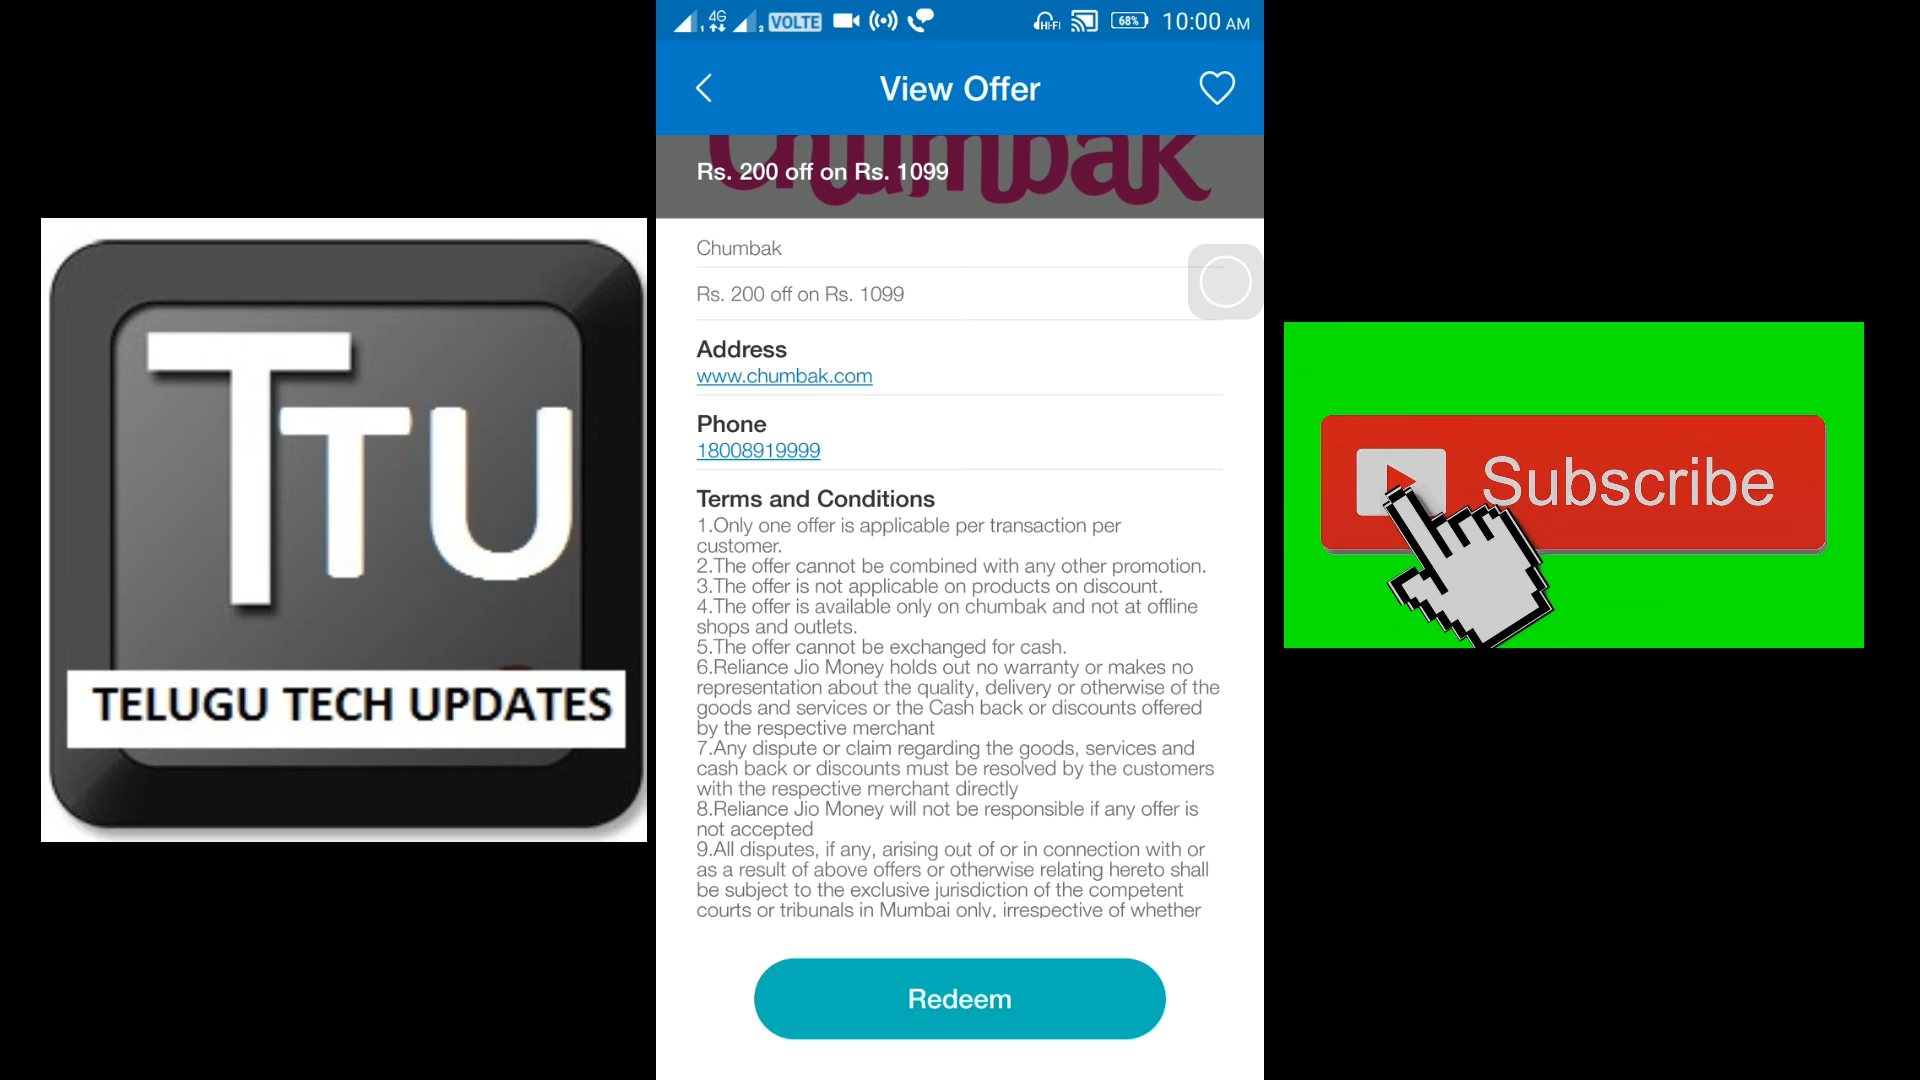 4G
1
2
VOLTE
HI-FI
68%
10:00 AM
View Offer
Chumbak
Rs. 200 off on Rs. 1099
Chumbak
Rs. 200 off on Rs. 1099
Address
www.chumbak.com
Phone
18008919999
Terms and Conditions
1.Only one offer is applicable per transaction per
customer.
2.The offer cannot be combined with any other promotion.
3.The offer is not applicable on products on discount.
4.The offer is available only on chumbak and not at offline
shops and outlets.
5.The offer cannot be exchanged for cash.
6.Reliance Jio Money holds out no warranty or makes no
representation about the quality, delivery or otherwise of the
goods and services or the Cash back or discounts offered
by the respective merchant
7.Any dispute or claim regarding the goods, services and
cash back or discounts must be resolved by the customers
with the respective merchant directly
8.Reliance Jio Money will not be responsible if any offer is
not accepted
9.All disputes, if any, arising out of or in connection with or
as a result of above offers or otherwise relating hereto shall
be subject to the exclusive jurisdiction of the competent
courts or tribunals in Mumbai only, irrespective of whether
Redeem
TTU
TELUGU TECH UPDATES
Subscribe